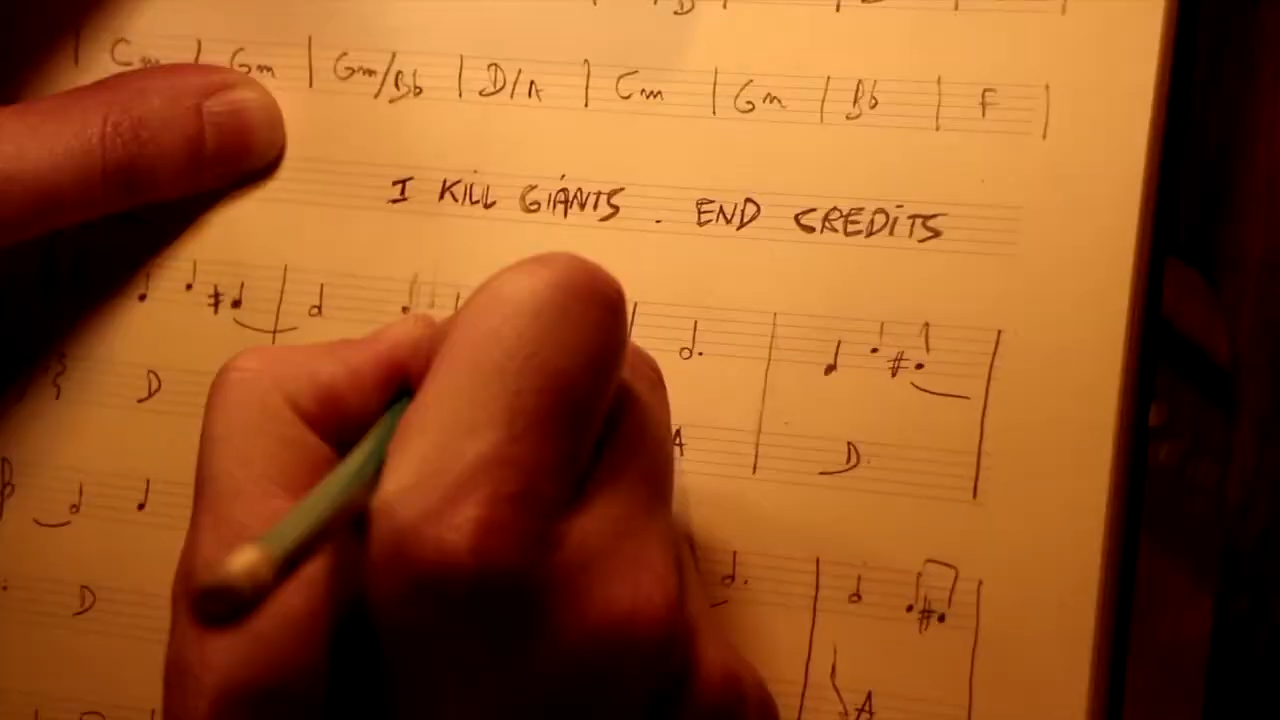 Cm | Gm | Gm/Bb | D/A | Cm | Gm | Bb | F |
I KILL GIANTS. END CREDITS
D A D
D A